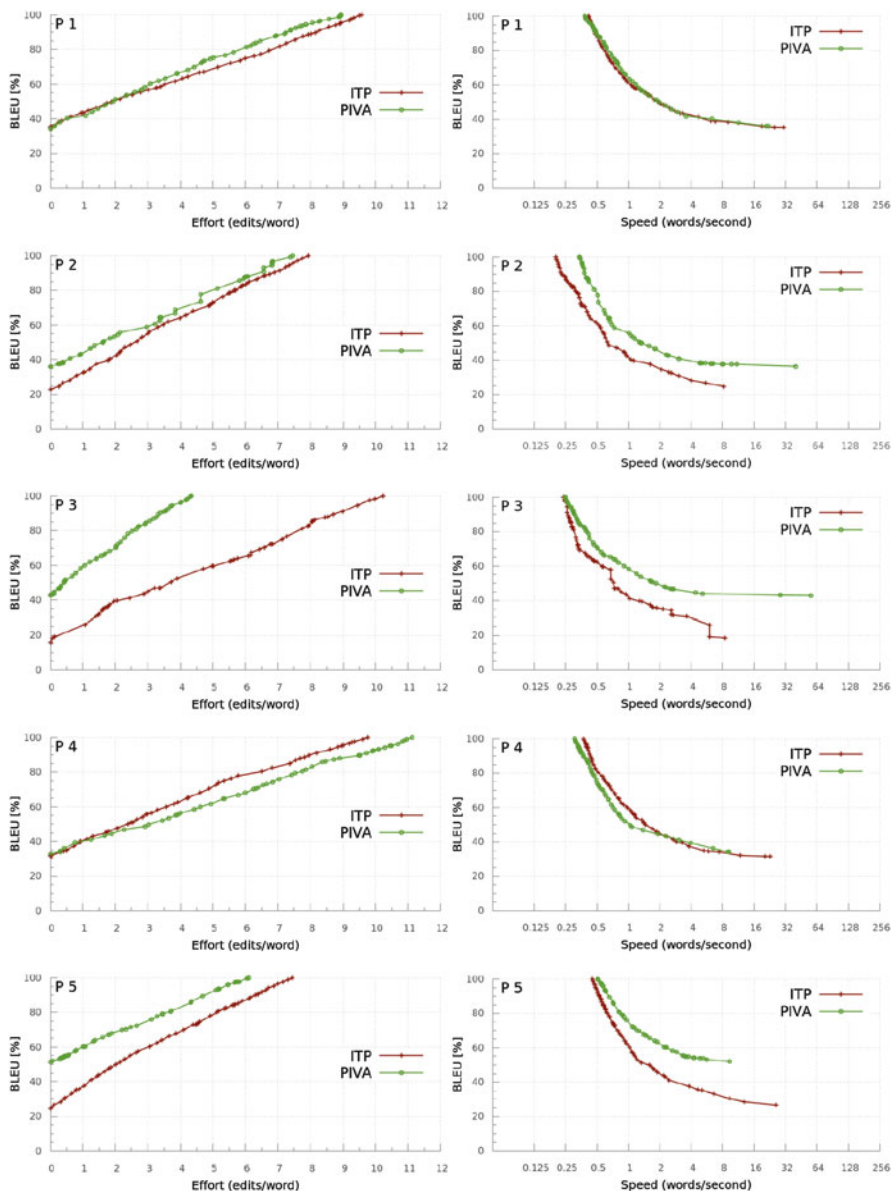 P 1
ITP
PIVA
BLEU [%]
100
80
60
40
20
0
0 1 2 3 4 5 6 7 8 9 10 11 12
Effort (edits/word)
P 1
ITP
PIVA
BLEU [%]
100
80
60
40
20
0
0.125 0.25 0.5 1 2 4 8 16 32 64 128 256
Speed (words/second)
P 2
ITP
PIVA
BLEU [%]
100
80
60
40
20
0
0 1 2 3 4 5 6 7 8 9 10 11 12
Effort (edits/word)
P 2
ITP
PIVA
BLEU [%]
100
80
60
40
20
0
0.125 0.25 0.5 1 2 4 8 16 32 64 128 256
Speed (words/second)
P 3
ITP
PIVA
BLEU [%]
100
80
60
40
20
0
0 1 2 3 4 5 6 7 8 9 10 11 12
Effort (edits/word)
P 3
ITP
PIVA
BLEU [%]
100
80
60
40
20
0
0.125 0.25 0.5 1 2 4 8 16 32 64 128 256
Speed (words/second)
P 4
ITP
PIVA
BLEU [%]
100
80
60
40
20
0
0 1 2 3 4 5 6 7 8 9 10 11 12
Effort (edits/word)
P 4
ITP
PIVA
BLEU [%]
100
80
60
40
20
0
0.125 0.25 0.5 1 2 4 8 16 32 64 128 256
Speed (words/second)
P 5
ITP
PIVA
BLEU [%]
100
80
60
40
20
0
0 1 2 3 4 5 6 7 8 9 10 11 12
Effort (edits/word)
P 5
ITP
PIVA
BLEU [%]
100
80
60
40
20
0
0.125 0.25 0.5 1 2 4 8 16 32 64 128 256
Speed (words/second)